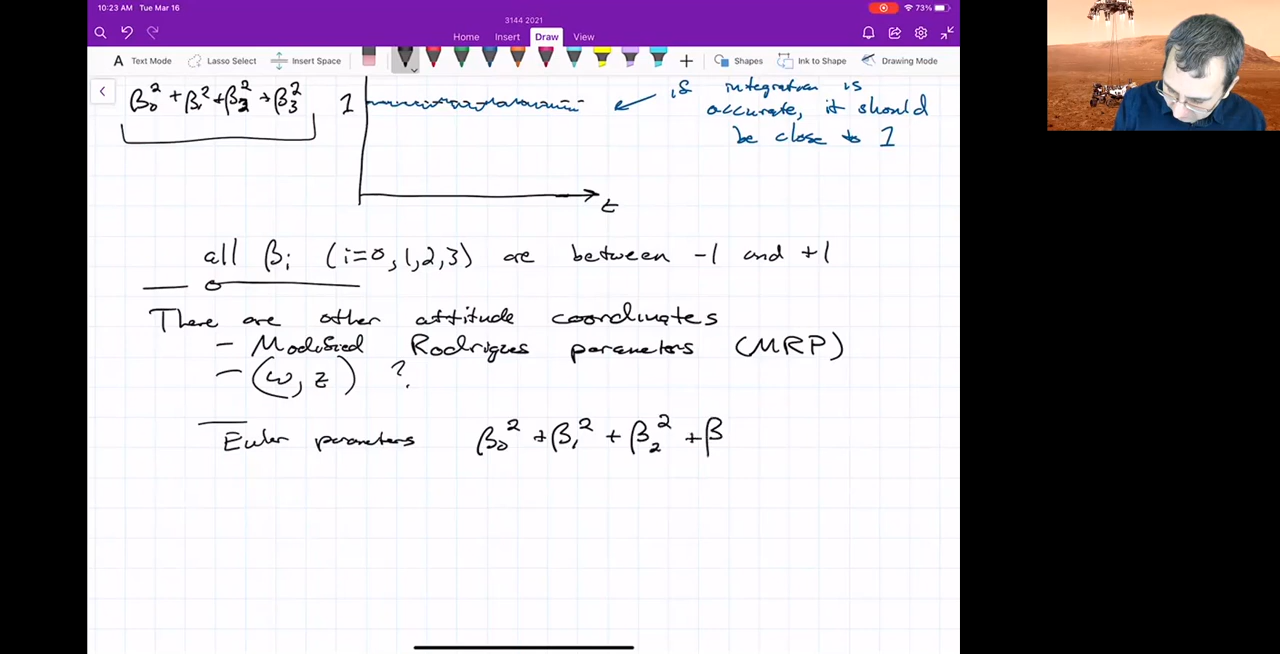 10:23 AM Tue Mar 16
73%
3144 2021
Home Insert Draw View
Text Mode Lasso Select Insert Space Shapes Ink to Shape Drawing Mode
β₀² + β₁² + β₂² + β₃²
1
t
is integration is
accurate, it should
be close to 1
all βᵢ (i=0,1,2,3) are between -1 and +1
There are other attitude coordinates
- Modified Rodrigues parameters (MRP)
- (w, z) ?
Euler parameters β₀² + β₁² + β₂² + β